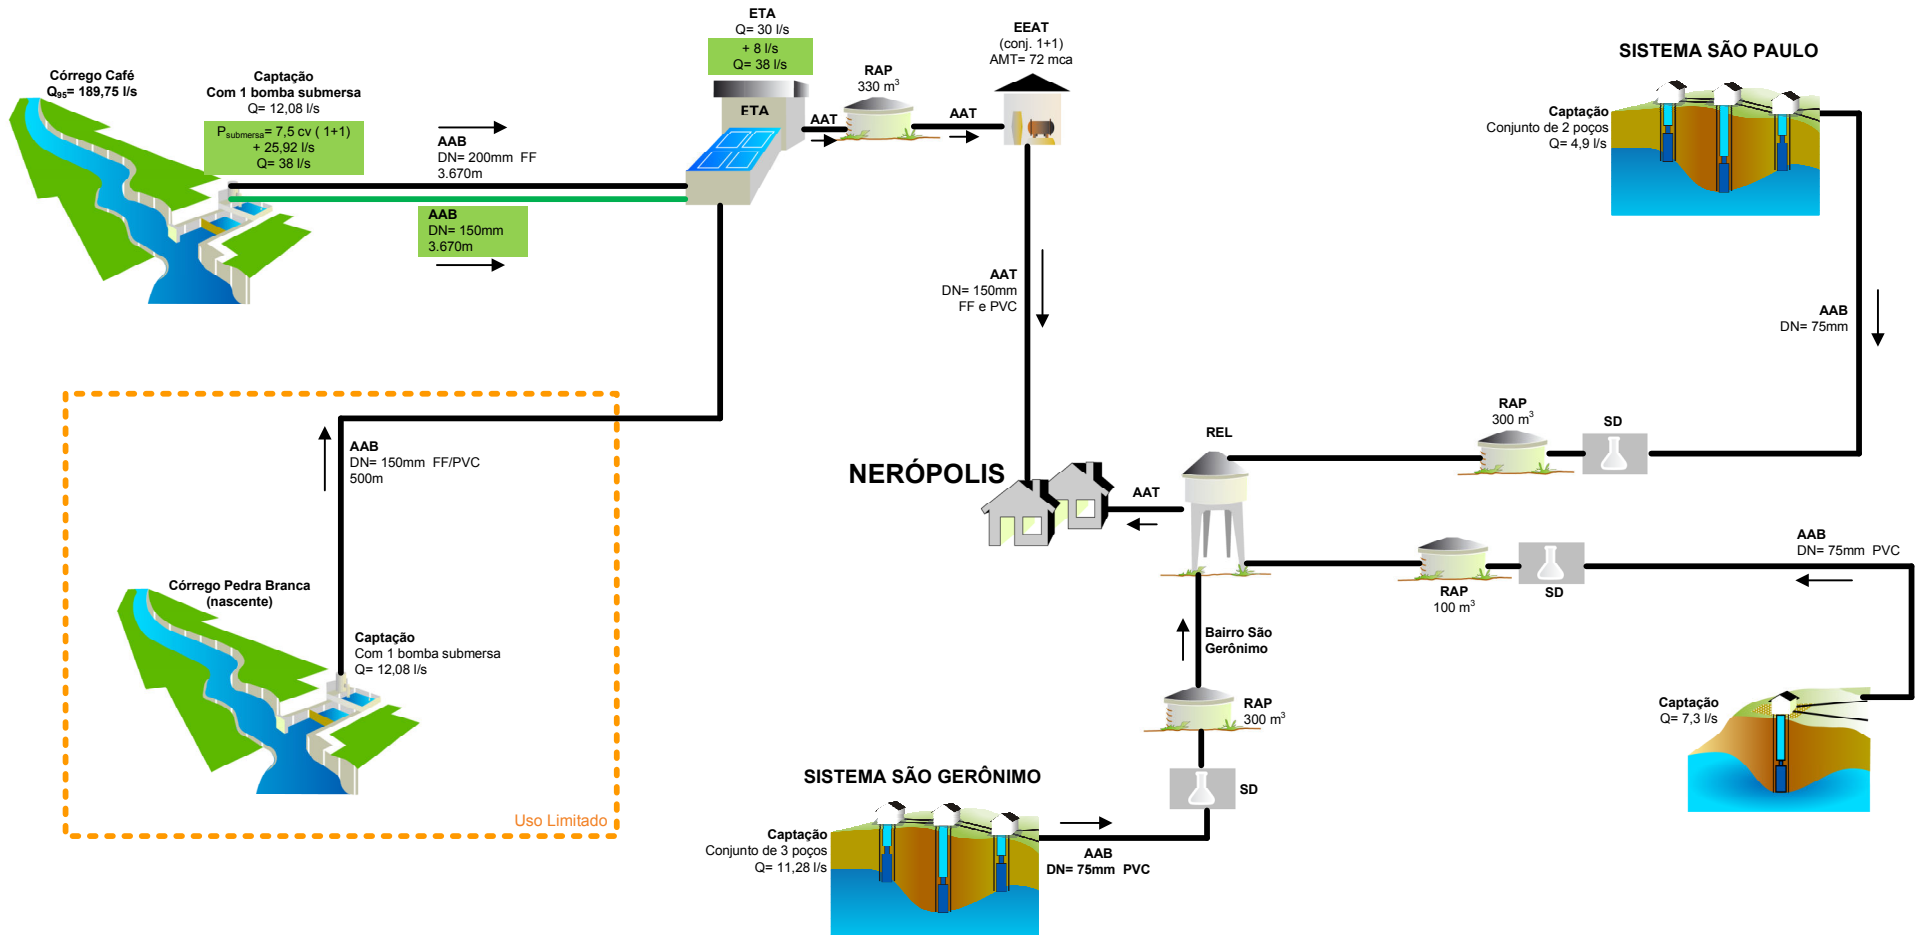 Córrego Café
Q95= 189,75 l/s
Captação
Com 1 bomba submersa
Q= 12,08 l/s
Psubmersa= 7,5 cv ( 1+1)
+ 25,92 l/s
Q= 38 l/s
AAB
DN= 200mm  FF
3.670m
AAB
DN= 150mm
3.670m
ETA
Q= 30 l/s
+ 8 l/s
Q= 38 l/s
ETA
AAT
RAP
330 m³
AAT
EEAT
(conj. 1+1)
AMT= 72 mca
AAT
DN= 150mm
FF e PVC
SISTEMA SÃO PAULO
Captação
Conjunto de 2 poços
Q= 4,9 l/s
AAB
DN= 75mm
RAP
300 m³
SD
REL
NERÓPOLIS
AAT
AAB
DN= 75mm  PVC
RAP
100 m³
SD
Captação
Q= 7,3 l/s
Bairro São
Gerônimo
RAP
300 m³
SD
SISTEMA SÃO GERÔNIMO
Captação
Conjunto de 3 poços
Q= 11,28 l/s
AAB
DN= 75mm  PVC
AAB
DN= 150mm  FF/PVC
500m
Córrego Pedra Branca
(nascente)
Captação
Com 1 bomba submersa
Q= 12,08 l/s
Uso Limitado